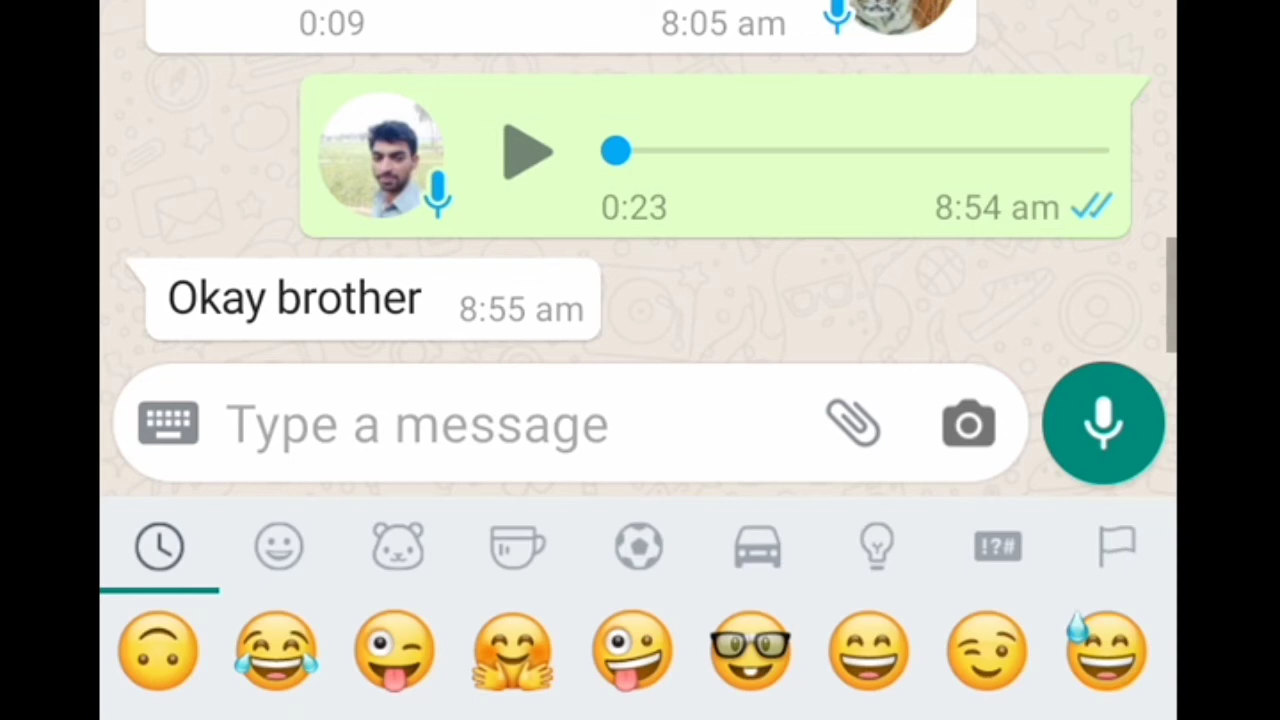 0:09 8:05 am
0:23 8:54 am
Okay brother 8:55 am
Type a message
!?#